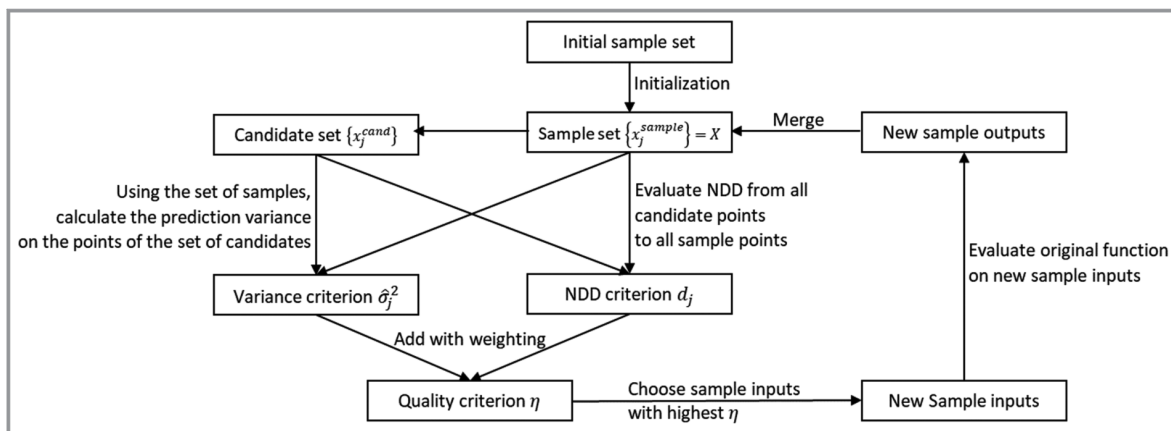 Initial sample set
Initialization
Candidate set {x_j^cand}
Sample set {x_j^sample} = X
Merge
New sample outputs
Using the set of samples,
calculate the prediction variance
on the points of the set of candidates
Evaluate NDD from all
candidate points
to all sample points
Evaluate original function
on new sample inputs
Variance criterion σ̂_j^2
NDD criterion d_j
Add with weighting
Quality criterion η
Choose sample inputs
with highest η
New Sample inputs